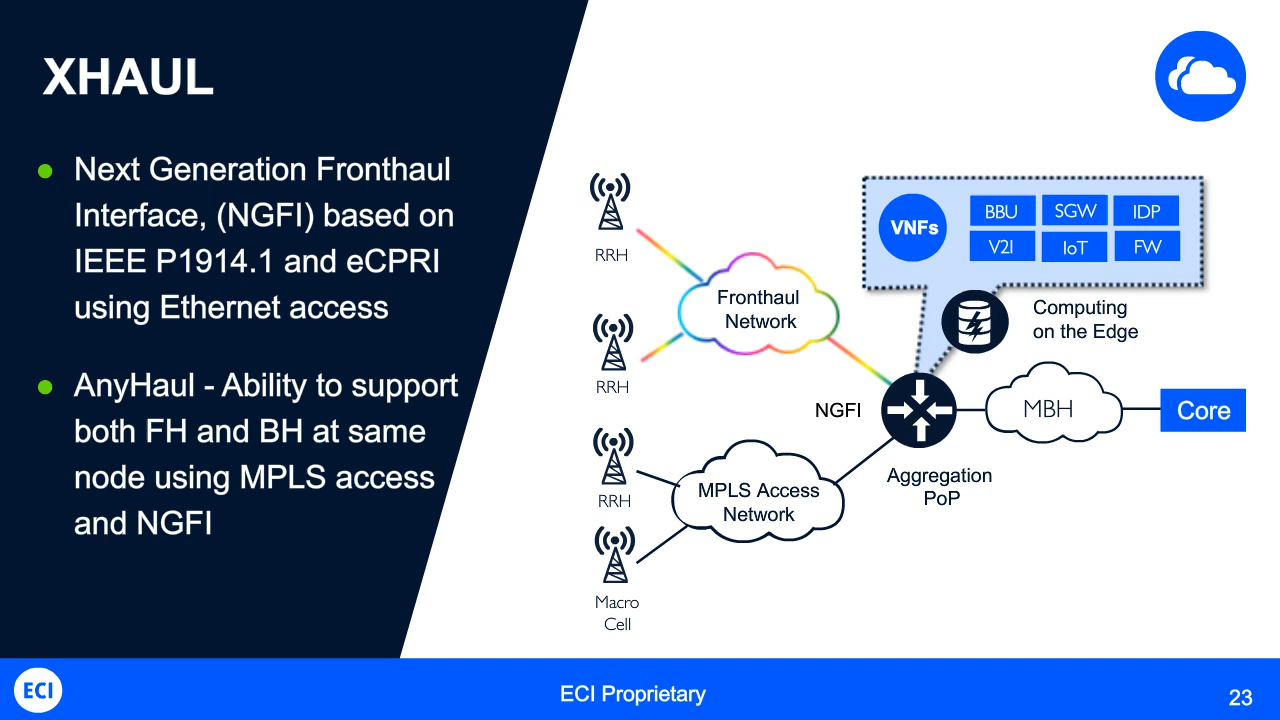 XHAUL
Next Generation Fronthaul
Interface, (NGFI) based on
IEEE P1914.1 and eCPRI
using Ethernet access
AnyHaul - Ability to support
both FH and BH at same
node using MPLS access
and NGFI
RRH
RRH
RRH
Macro
Cell
Fronthaul
Network
MPLS Access
Network
VNFs
BBU
SGW
IDP
V2I
IoT
FW
Computing
on the Edge
NGFI
Aggregation
PoP
MBH
Core
ECI
ECI Proprietary
23